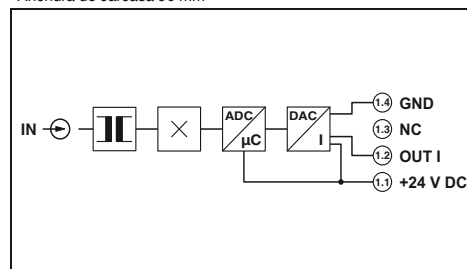 IN
ADC
µC
DAC
I
1.4 GND
1.3 NC
1.2 OUT I
1.1 +24 V DC